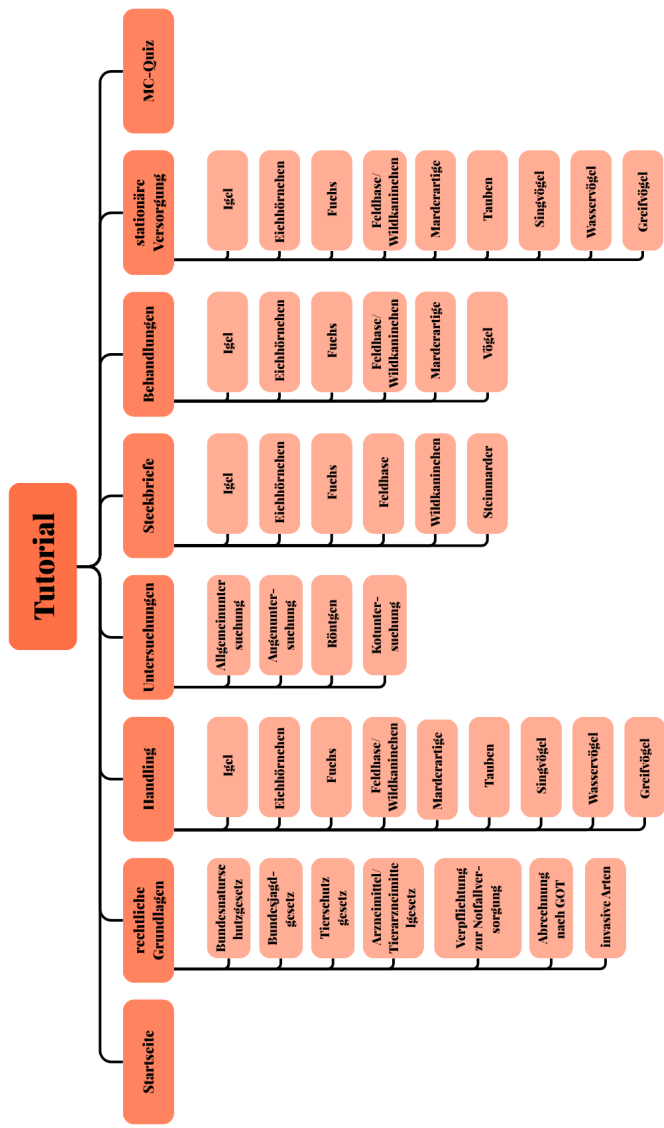 Tutorial
Startseite
rechtliche
Grundlagen
Bundesnaturse
hutzgesetz
Bundesjagd-
gesetz
Tierschutz
gesetz
Arzneimittel/
Tierarzneimitte
lgesetz
Verpflichtung
zur Notfallver-
sorgung
Abrechnung
nach GOT
invasive Arten
Handling
Igel
Eichhörnchen
Fuchs
Feldhase/
Wildkaninchen
Marderartige
Tauben
Singvögel
Wasservögel
Greifvögel
Untersuchungen
Allgemeinunter
suchung
Augenunter-
suchung
Röntgen
Kotunter-
suchung
Steckbriefe
Igel
Eichhörnchen
Fuchs
Feldhase
Wildkaninchen
Steinmarder
Behandlungen
Igel
Eichhörnchen
Fuchs
Feldhase/
Wildkaninchen
Marderartige
Vögel
stationäre
Versorgung
Igel
Eichhörnchen
Fuchs
Feldhase/
Wildkaninchen
Marderartige
Tauben
Singvögel
Wasservögel
Greifvögel
MC-Quiz